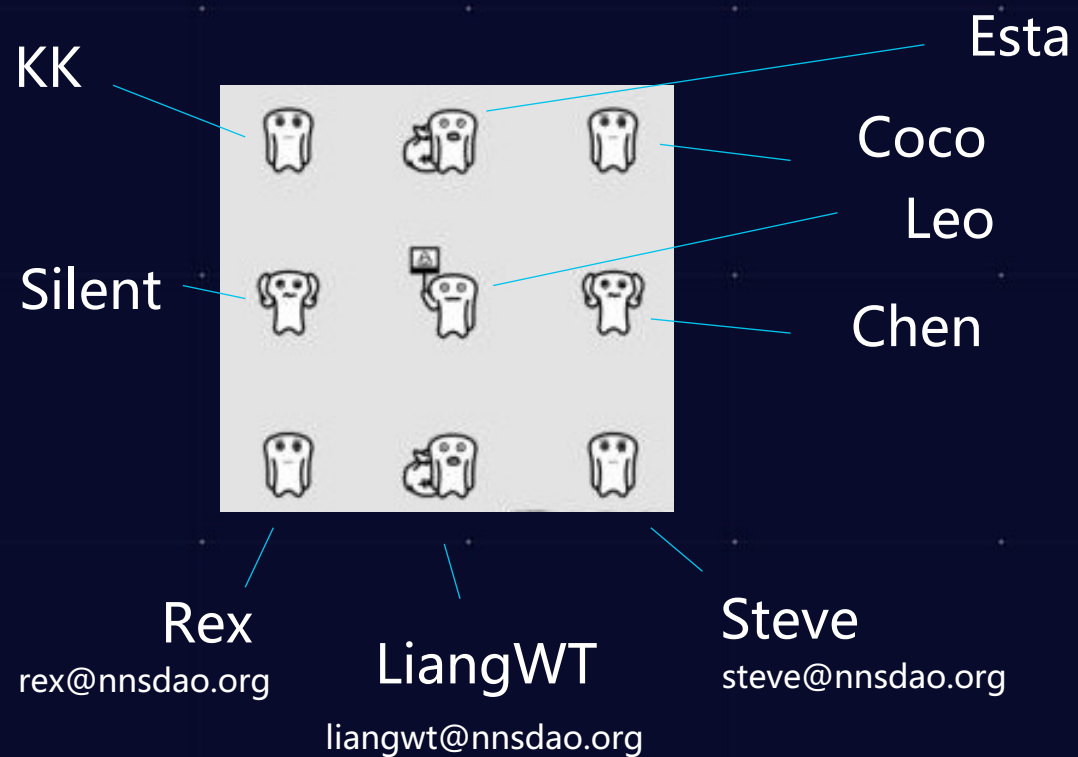 Esta
KK
Coco
Leo
Silent
Chen
Rex
rex@nnsdao.org
LiangWT
liangwt@nnsdao.org
Steve
steve@nnsdao.org